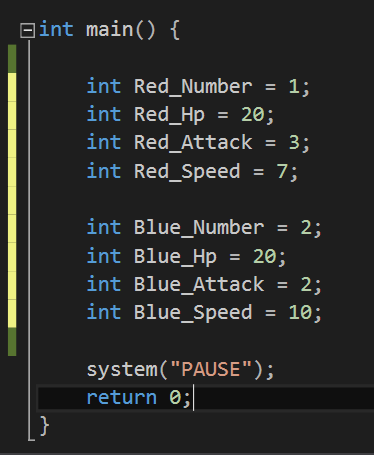 int main() {
int Red_Number = 1;
int Red_Hp = 20;
int Red_Attack = 3;
int Red_Speed = 7;
int Blue_Number = 2;
int Blue_Hp = 20;
int Blue_Attack = 2;
int Blue_Speed = 10;
system("PAUSE");
return 0;
}